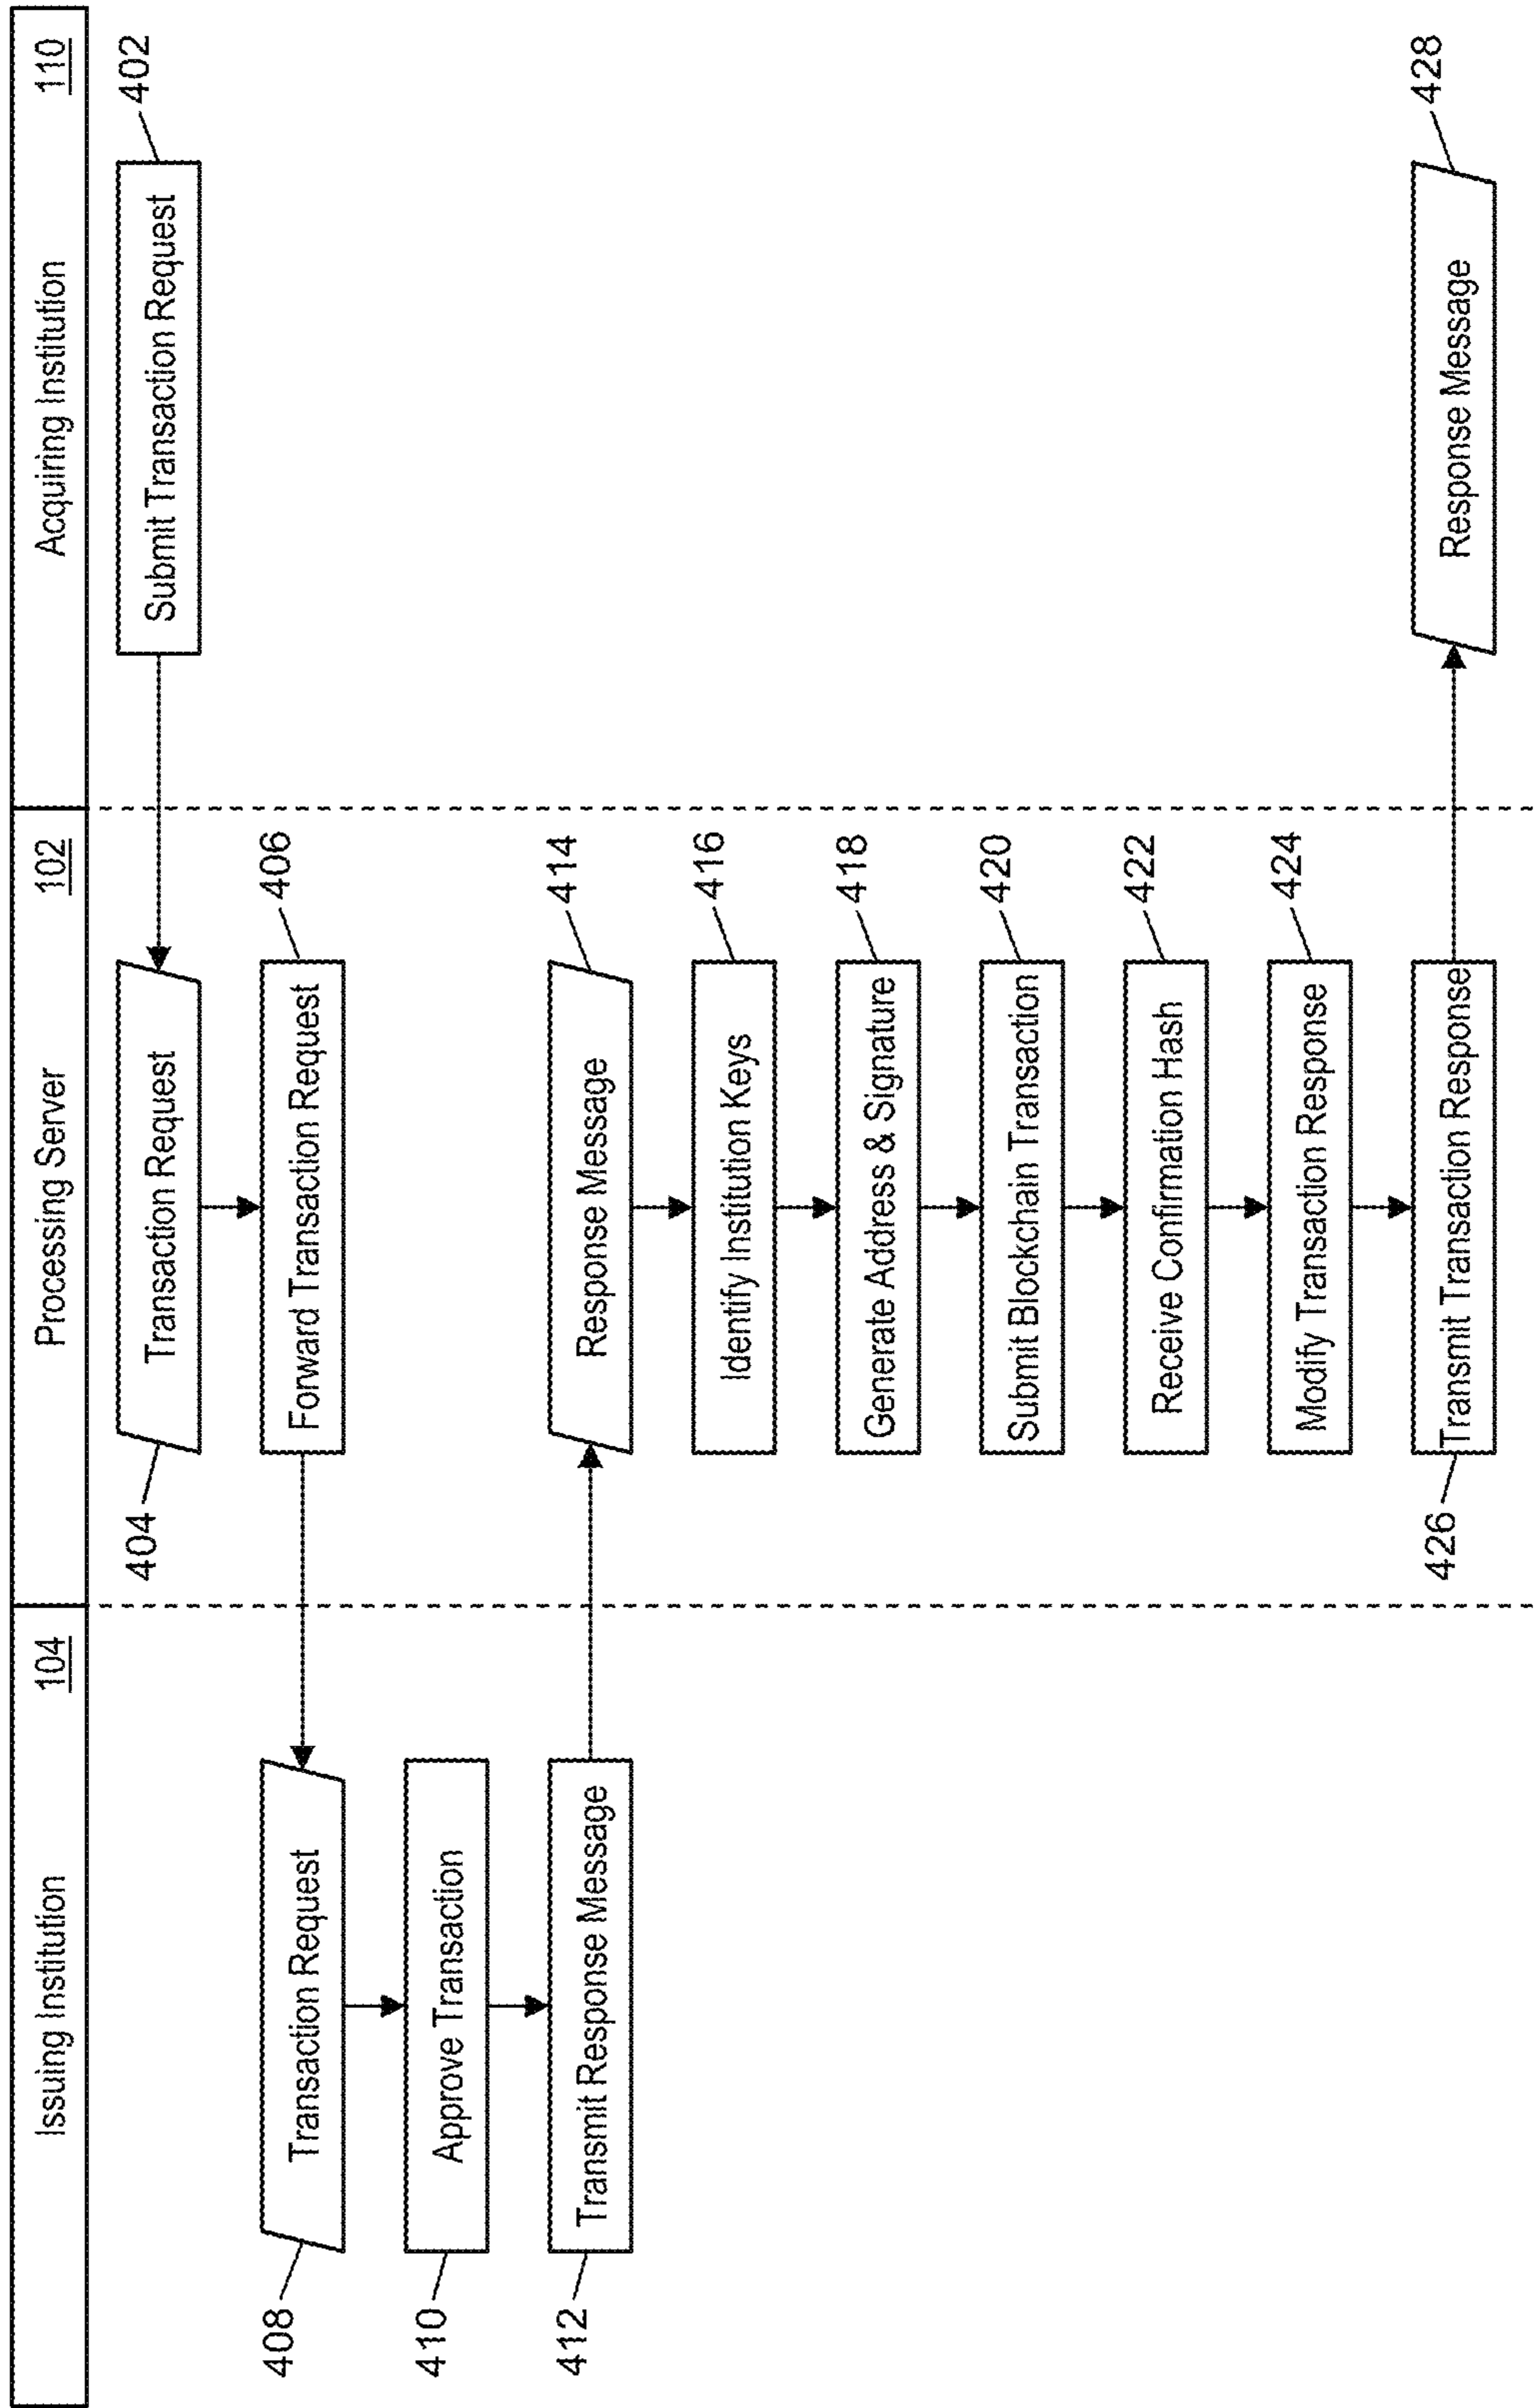 Issuing Institution
104
Processing Server
102
Acquiring Institution
110
Submit Transaction Request
402
Transaction Request
404
Forward Transaction Request
406
Transaction Request
408
Approve Transaction
410
Transmit Response Message
412
Response Message
414
Identify Institution Keys
416
Generate Address & Signature
418
Submit Blockchain Transaction
420
Receive Confirmation Hash
422
Modify Transaction Response
424
Transmit Transaction Response
426
Response Message
428